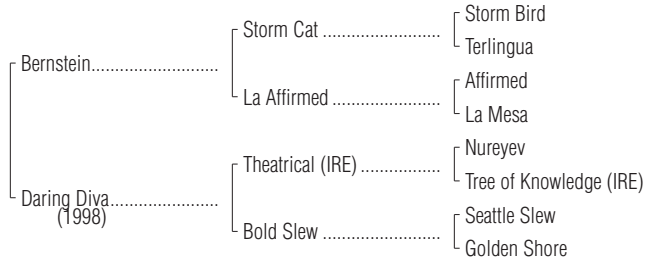 Storm Bird
Storm Cat ........................
Terlingua
Bernstein..........................
Affirmed
La Affirmed ......................
La Mesa
Nureyev
Theatrical (IRE) .................
Tree of Knowledge (IRE)
Daring Diva......................
(1998)
Seattle Slew
Bold Slew ........................
Golden Shore